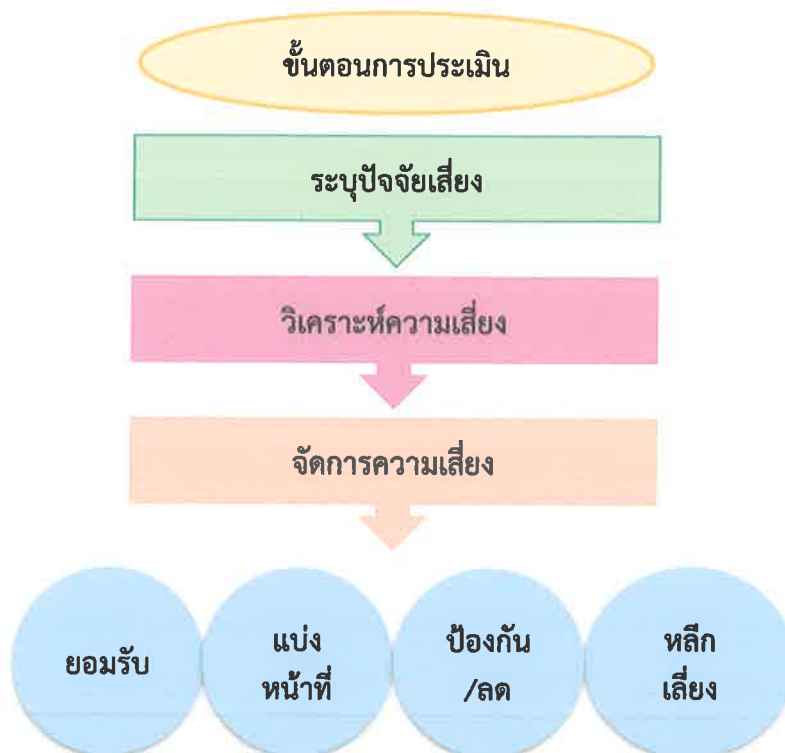 ขั้นตอนการประเมิน
ระบุปัจจัยเสี่ยง
วิเคราะห์ความเสี่ยง
จัดการความเสี่ยง
ยอมรับ
แบ่ง
หน้าที่
ป้องกัน
/ลด
หลีก
เลี่ยง